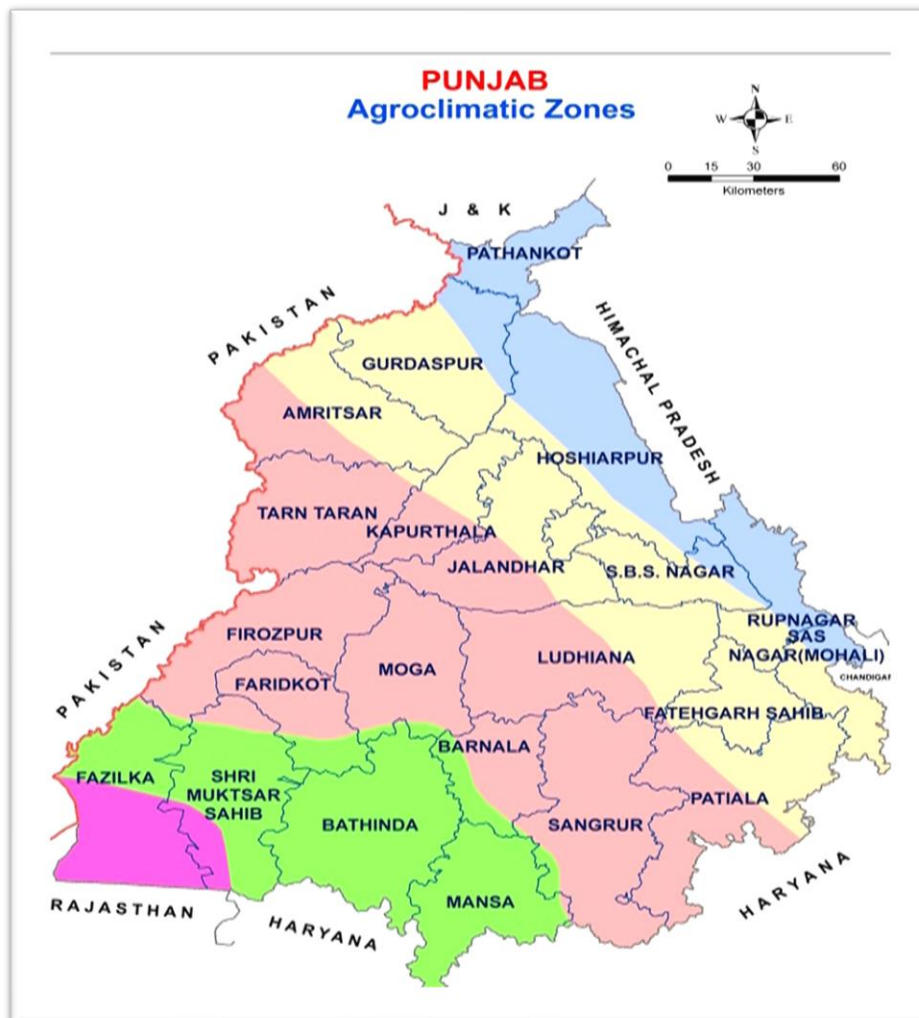 PUNJAB
Agroclimatic Zones
N
W E
S
0 15 30 60
Kilometers
J & K
PATHANKOT
PAKISTAN
HIMACHAL PRADESH
GURDASPUR
AMRITSAR
HOSHIARPUR
TARN TARAN
KAPURTHALA
JALANDHAR
S.B.S. NAGAR
PAKISTAN
FIROZPUR
RUPNAGAR
SAS
NAGAR(MOHALI)
LUDHIANA
MOGA
CHANDIGAR
FARIDKOT
FATEHGARH SAHIB
BARNALA
FAZILKA
SHRI
MUKTSAR
SAHIB
PATIALA
BATHINDA
SANGRUR
HARYANA
MANSA
RAJASTHAN
HARYANA